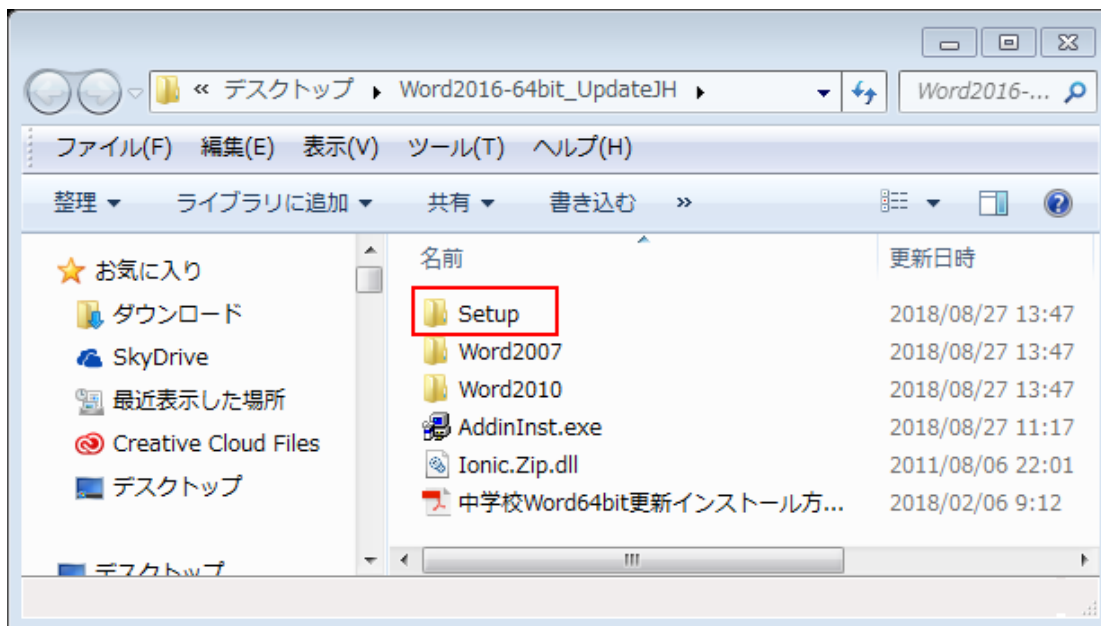 « デスクトップ ▸ Word2016-64bit_UpdateJH ▸ Word2016-...
ファイル(F) 編集(E) 表示(V) ツール(T) ヘルプ(H)
整理 ▼ ライブラリに追加 ▼ 共有 ▼ 書き込む »
お気に入り
ダウンロード
SkyDrive
最近表示した場所
Creative Cloud Files
デスクトップ
デスクトップ
名前 更新日時
Setup 2018/08/27 13:47
Word2007 2018/08/27 13:47
Word2010 2018/08/27 13:47
AddinInst.exe 2018/08/27 11:17
Ionic.Zip.dll 2011/08/06 22:01
中学校Word64bit更新インストール方... 2018/02/06 9:12